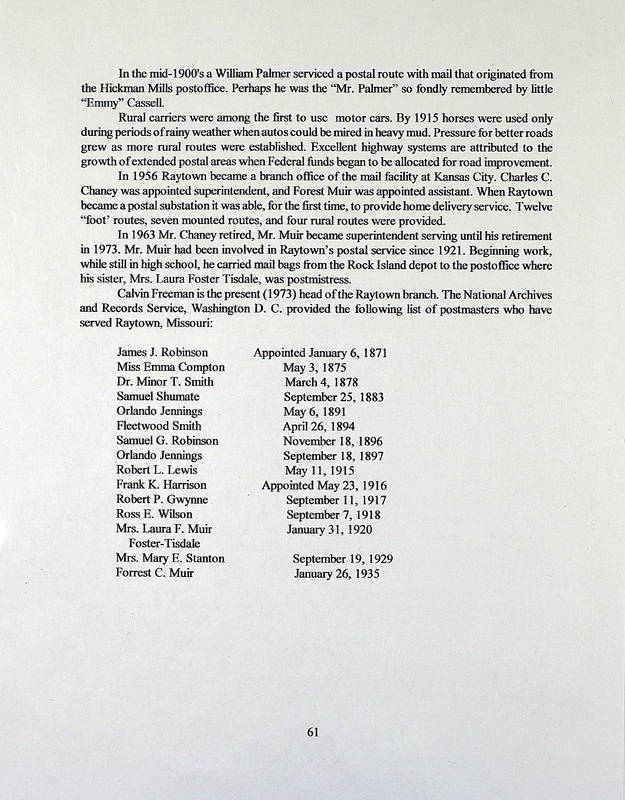 In the mid-1900's a William Palmer serviced a postal route with mail that originated from
the Hickman Mills postoffice. Perhaps he was the “Mr. Palmer” so fondly remembered by little
“Emmy” Cassell.
Rural carriers were among the first to use motor cars. By 1915 horses were used only
during periods of rainy weather when autos could be mired in heavy mud. Pressure for better roads
grew as more rural routes were established. Excellent highway systems are attributed to the
growth of extended postal areas when Federal funds began to be allocated for road improvement.
In 1956 Raytown became a branch office of the mail facility at Kansas City. Charles C.
Chaney was appointed superintendent, and Forest Muir was appointed assistant. When Raytown
became a postal substation it was able, for the first time, to provide home delivery service. Twelve
“foot’ routes, seven mounted routes, and four rural routes were provided.
In 1963 Mr. Chaney retired, Mr. Muir became superintendent serving until his retirement
in 1973. Mr. Muir had been involved in Raytown’s postal service since 1921. Beginning work,
while still in high school, he carried mail bags from the Rock Island depot to the postoffice where
his sister, Mrs. Laura Foster Tisdale, was postmistress.
Calvin Freeman is the present (1973) head of the Raytown branch. The National Archives
and Records Service, Washington D. C. provided the following list of postmasters who have
served Raytown, Missouri:
James J. Robinson Appointed January 6, 1871
Miss Emma Compton May 3, 1875
Dr. Minor T. Smith March 4, 1878
Samuel Shumate September 25, 1883
Orlando Jennings May 6, 1891
Fleetwood Smith April 26, 1894
Samuel G. Robinson November 18, 1896
Orlando Jennings September 18, 1897
Robert L. Lewis May 11, 1915
Frank K. Harrison Appointed May 23, 1916
Robert P. Gwynne September 11, 1917
Ross E. Wilson September 7, 1918
Mrs. Laura F. Muir January 31, 1920
Foster-Tisdale
Mrs. Mary E. Stanton September 19, 1929
Forrest C. Muir January 26, 1935
61